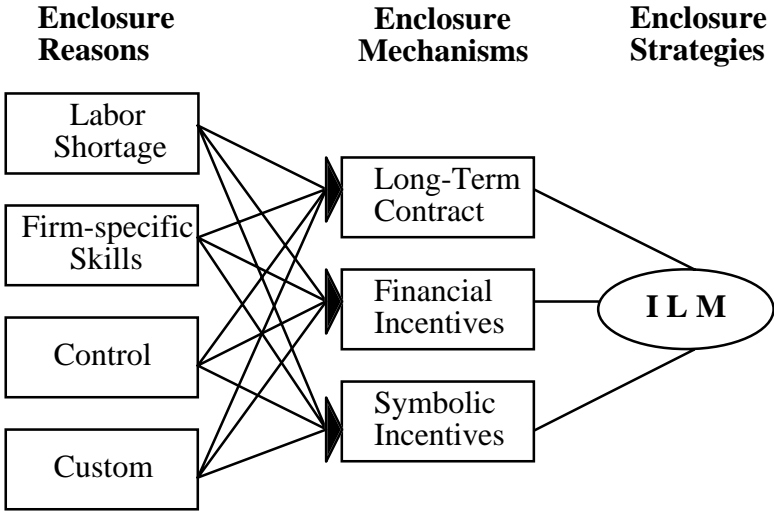 Enclosure
Reasons
Enclosure
Mechanisms
Enclosure
Strategies
Labor
Shortage
Firm-specific
Skills
Control
Custom
Long-Term
Contract
Financial
Incentives
Symbolic
Incentives
I L M